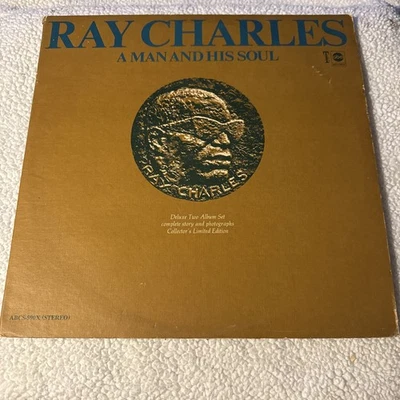 RAY CHARLES
A MAN AND HIS SOUL
RAY CHARLES
Deluxe Two Album Set
complete story and photographs
Collector's Limited Edition